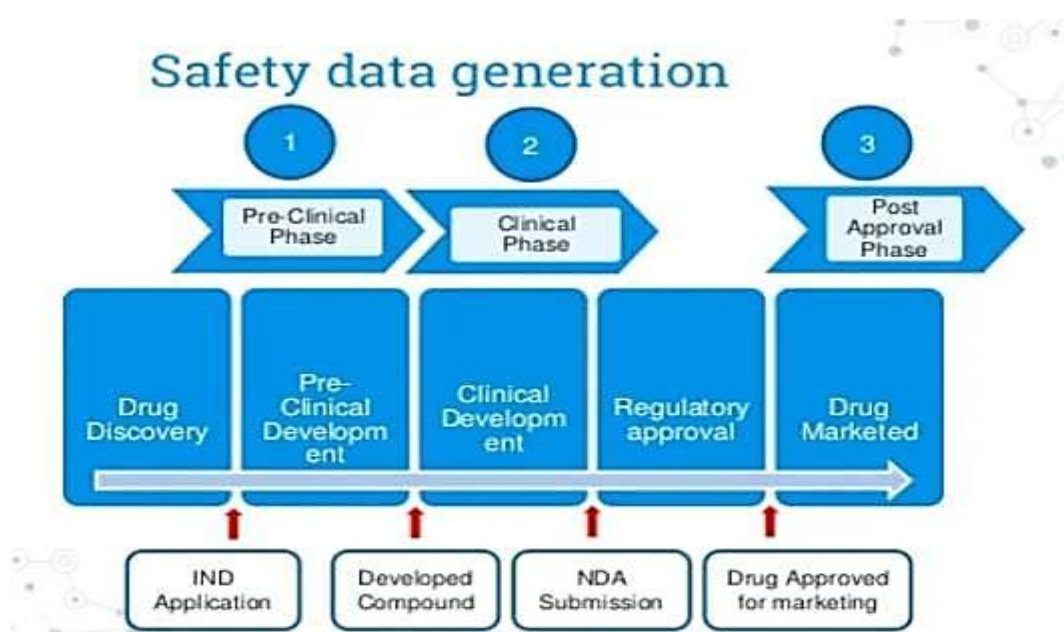 Safety data generation
1
2
3
Pre-Clinical
Phase
Clinical
Phase
Post
Approval
Phase
Drug
Discovery
Pre-
Clinical
Developm
ent
Clinical
Developm
ent
Regulatory
approval
Drug
Marketed
IND
Application
Developed
Compound
NDA
Submission
Drug Approved
for marketing